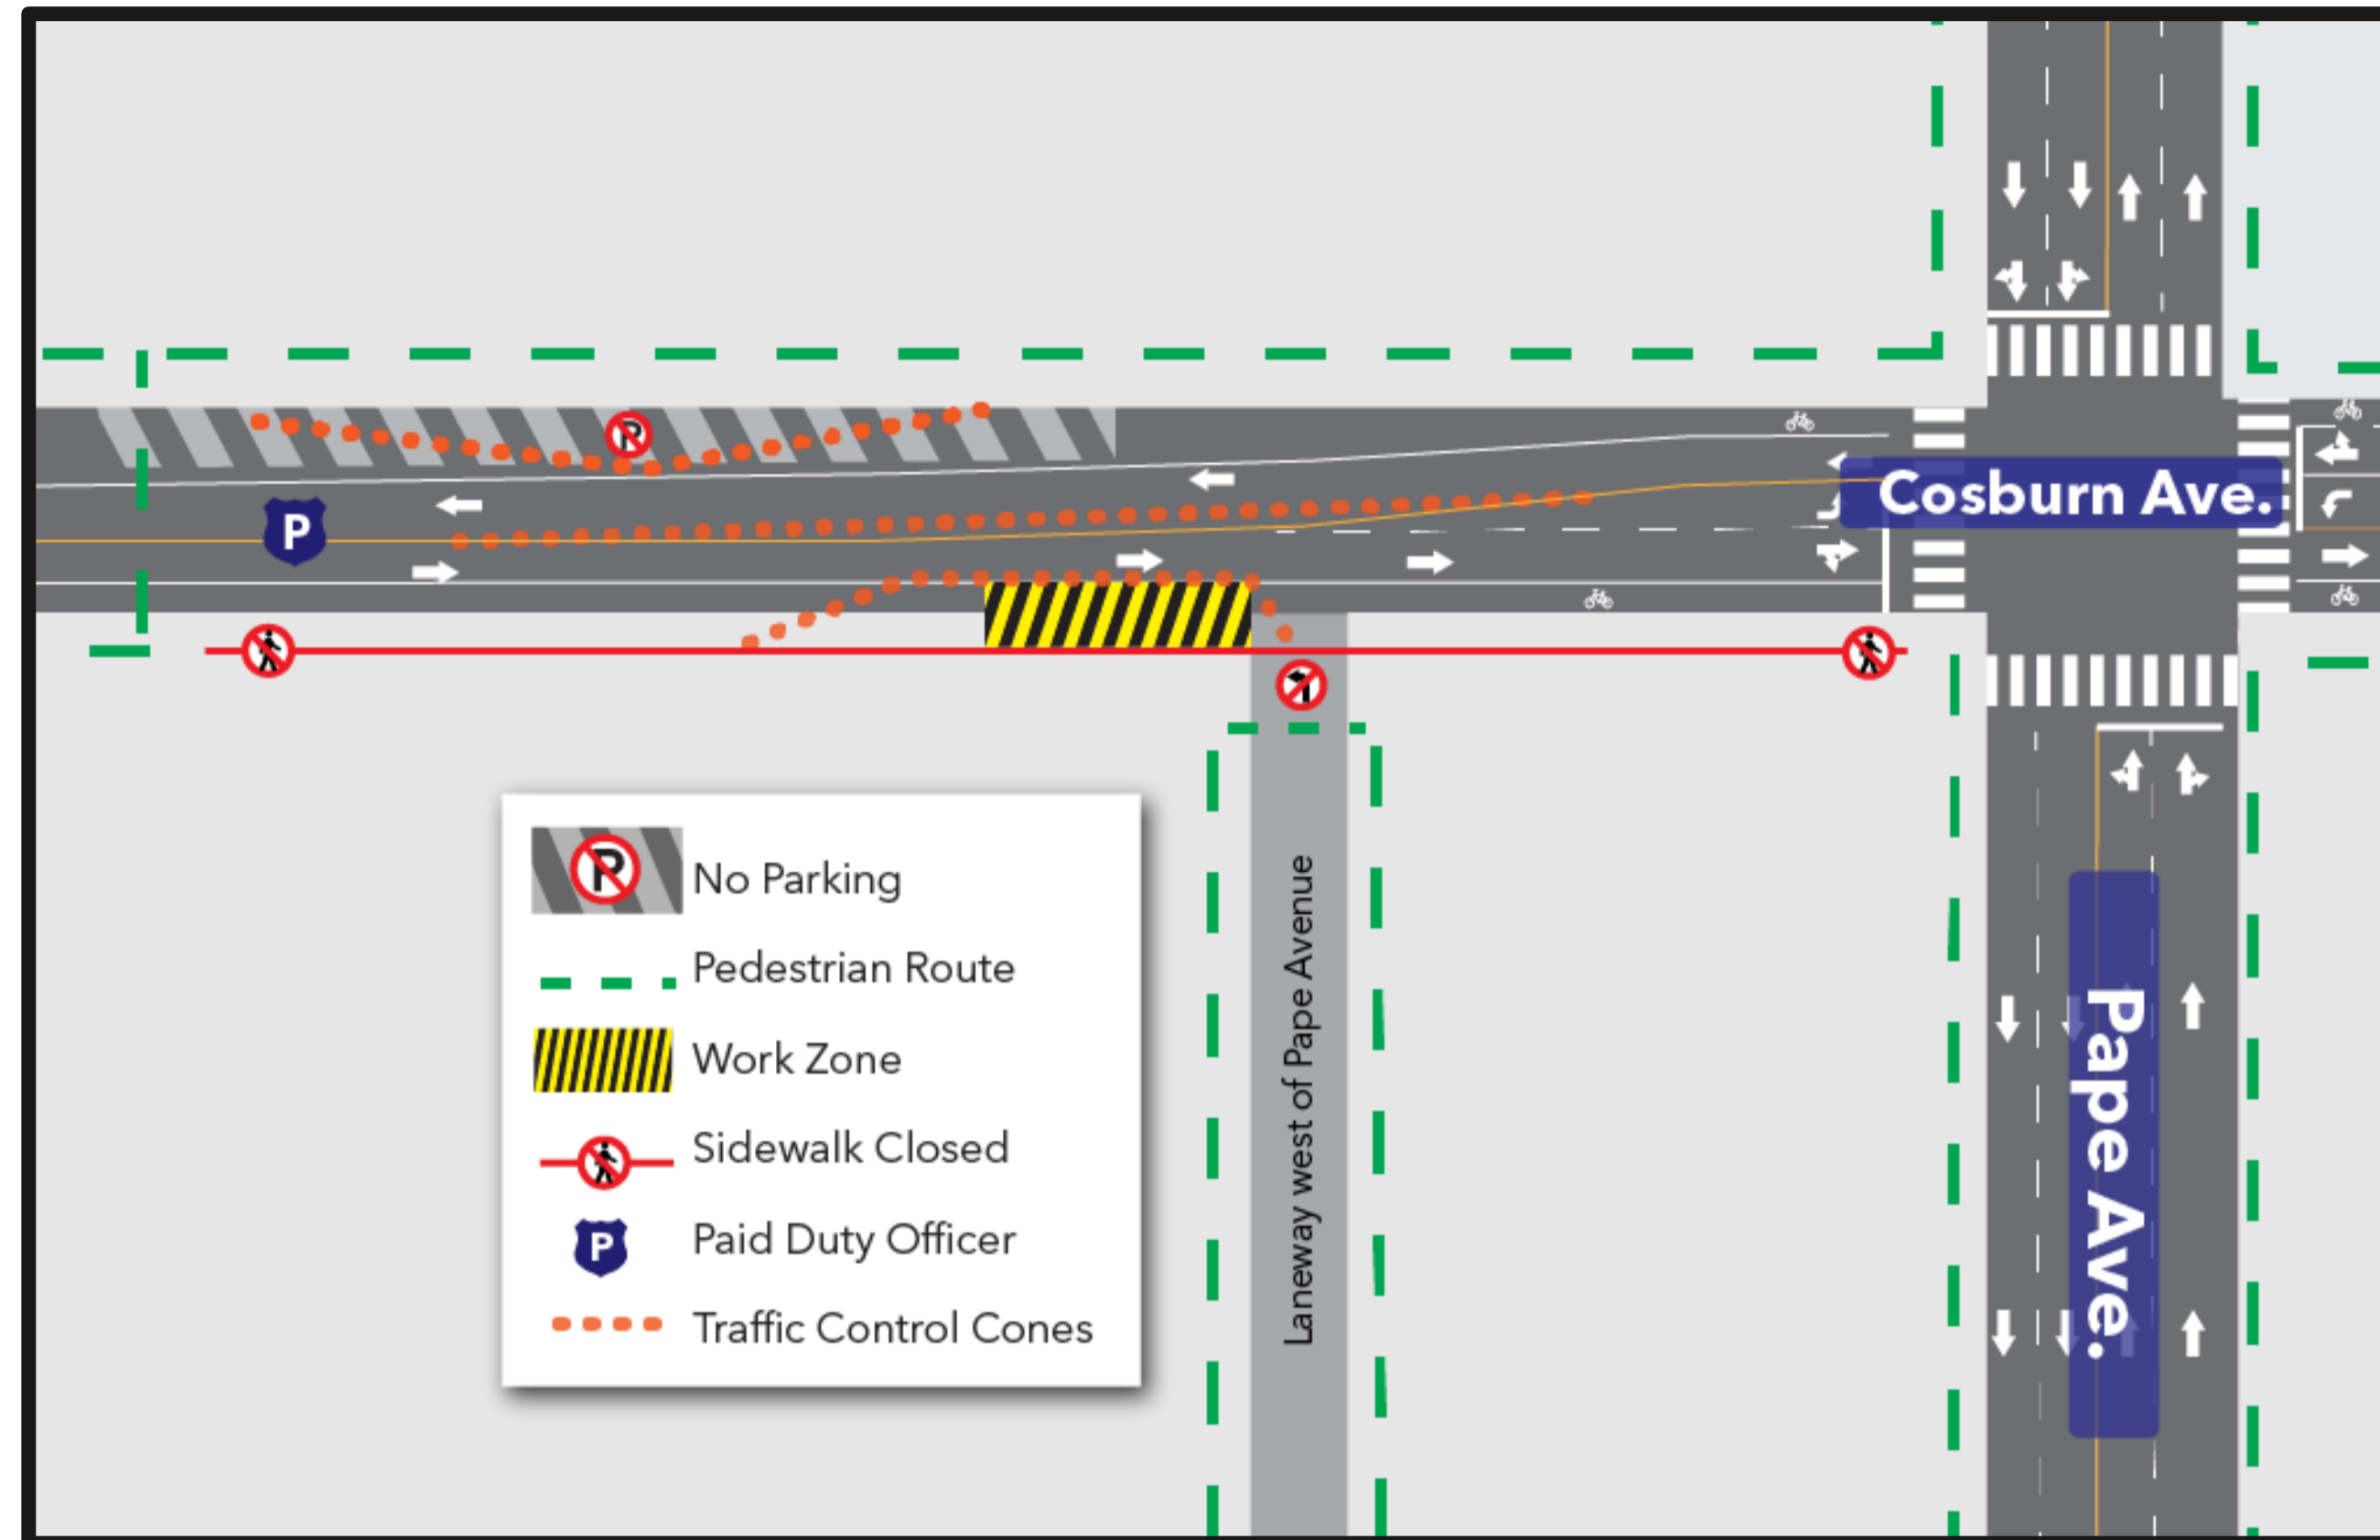 P
P
Cosburn Ave.
P
No Parking
Pedestrian Route
Work Zone
Sidewalk Closed
P
Paid Duty Officer
Traffic Control Cones
Laneway west of Pape Avenue
Pape Ave.